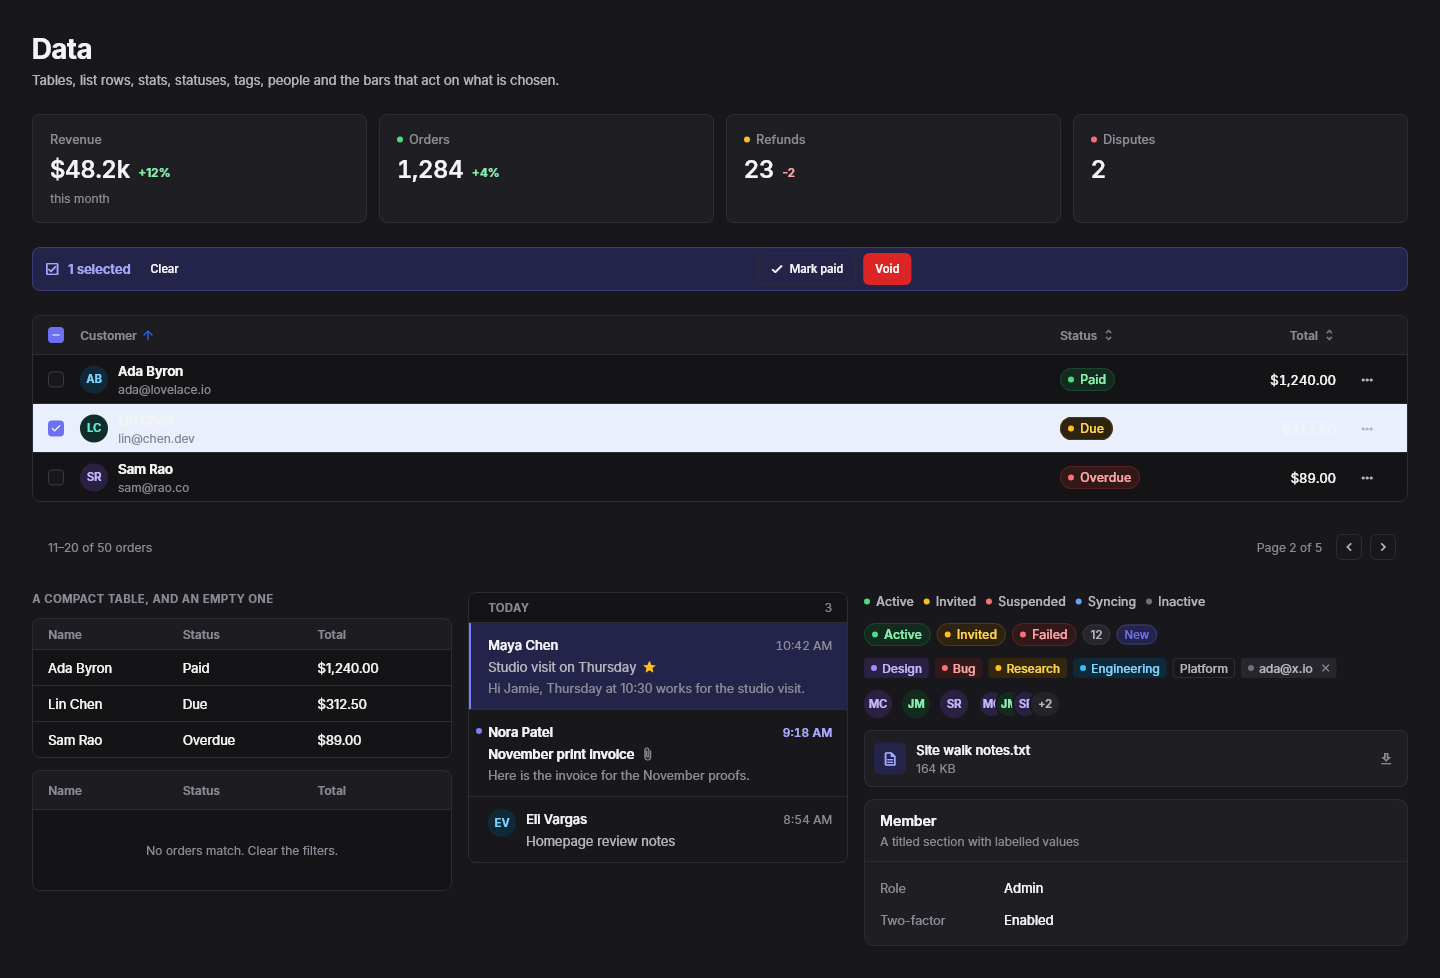 Data
Tables, list rows, stats, statuses, tags, people and the bars that act on what is chosen.
Revenue
$48.2k +12%
this month
Orders
1,284 +4%
Refunds
23 -2
Disputes
2
1 selected Clear Mark paid Void
Customer Status Total
AB Ada Byron
ada@lovelace.io
Paid $1,240.00
LC Lin Chen
lin@chen.dev
Due $312.50
SR Sam Rao
sam@rao.co
Overdue $89.00
11–20 of 50 orders Page 2 of 5
A COMPACT TABLE, AND AN EMPTY ONE
Name Status Total
Ada Byron Paid $1,240.00
Lin Chen Due $312.50
Sam Rao Overdue $89.00
Name Status Total
No orders match. Clear the filters.
TODAY 3
Maya Chen 10:42 AM
Studio visit on Thursday
Hi Jamie, Thursday at 10:30 works for the studio visit.
Nora Patel 9:18 AM
November print invoice
Here is the invoice for the November proofs.
EV Eli Vargas 8:54 AM
Homepage review notes
Active Invited Suspended Syncing Inactive
Active Invited Failed 12 New
Design Bug Research Engineering Platform ada@x.io
MC JM SR +2
Site walk notes.txt
164 KB
Member
A titled section with labelled values
Role Admin
Two-factor Enabled